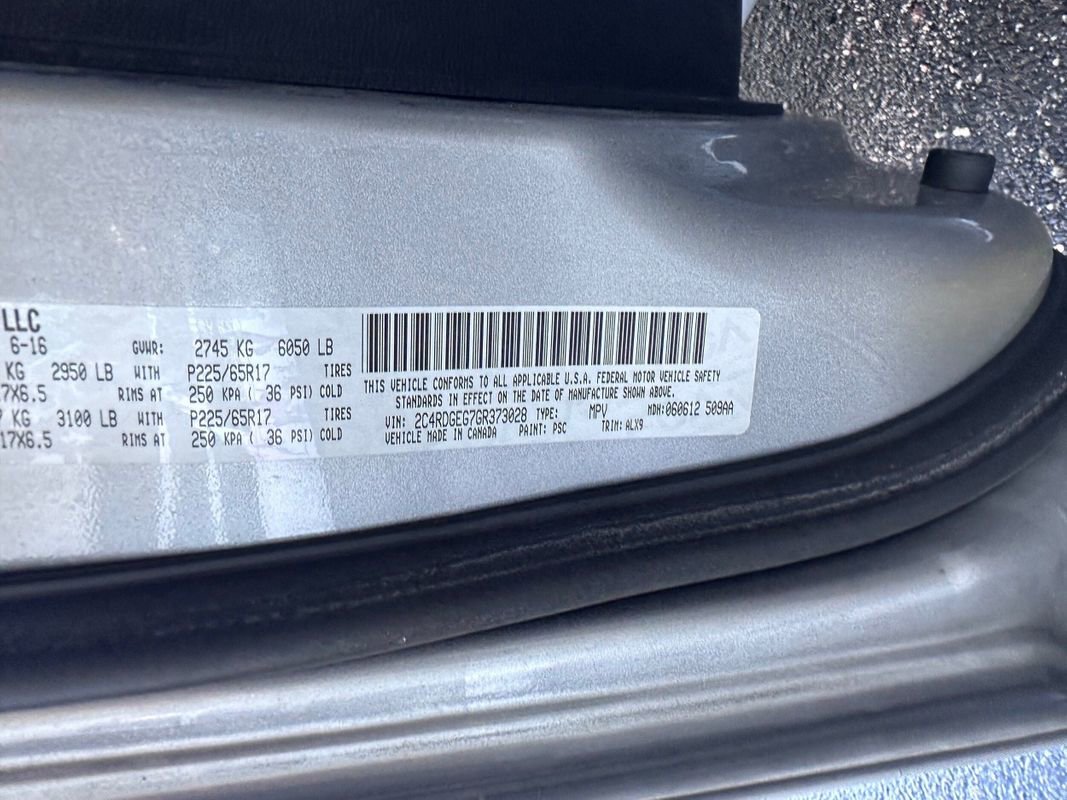 LLC
6-16 GVWR: 2745 KG 6050 LB
KG 2950 LB WITH P225/65R17 TIRES
7X6.5 RIMS AT 250 KPA ( 36 PSI) COLD
KG 3100 LB WITH P225/65R17 TIRES
17X6.5 RIMS AT 250 KPA ( 36 PSI) COLD
THIS VEHICLE CONFORMS TO ALL APPLICABLE U.S.A. FEDERAL MOTOR VEHICLE SAFETY
STANDARDS IN EFFECT ON THE DATE OF MANUFACTURE SHOWN ABOVE.
VIN: 2C4RDGEG7GR373028 TYPE: MPV MDH: 060612 509AA
VEHICLE MADE IN CANADA PAINT: PSC TRIM: ALX9